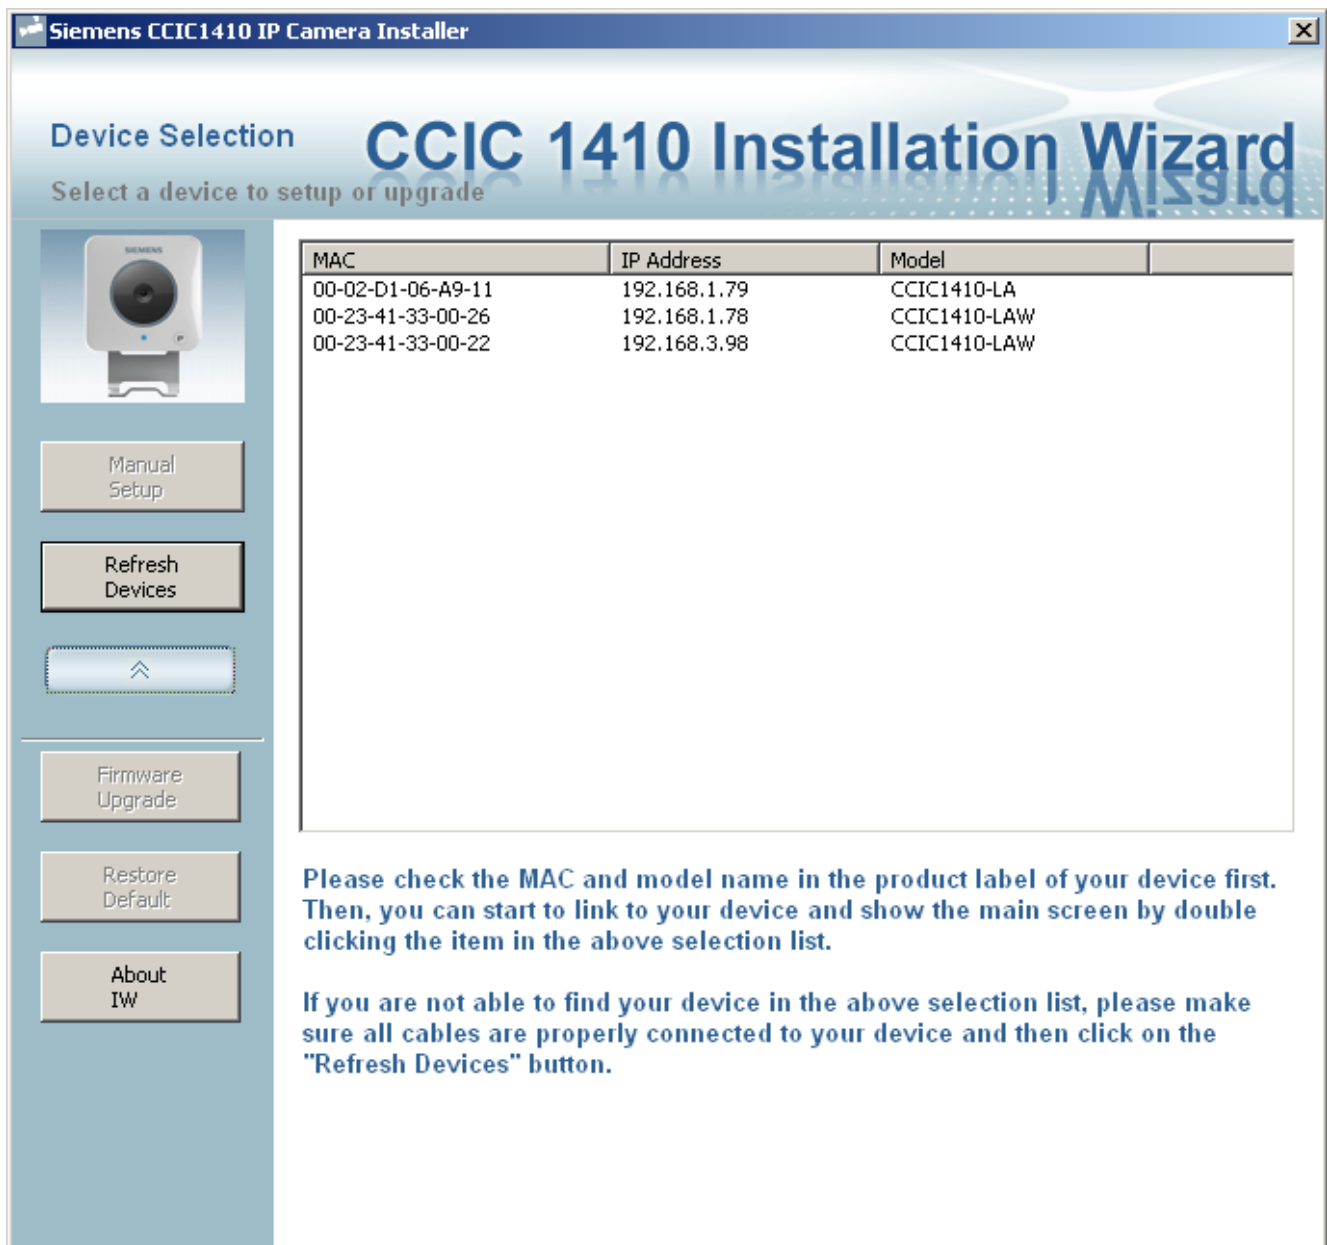 Siemens CCIC1410 IP Camera Installer
Device Selection
CCIC 1410 Installation Wizard
Select a device to setup or upgrade
SIEMENS
P
MAC IP Address Model
00-02-D1-06-A9-11 192.168.1.79 CCIC1410-LA
00-23-41-33-00-26 192.168.1.78 CCIC1410-LAW
00-23-41-33-00-22 192.168.3.98 CCIC1410-LAW
Manual
Setup
Refresh
Devices
Firmware
Upgrade
Restore
Default
About
IW
Please check the MAC and model name in the product label of your device first.
Then, you can start to link to your device and show the main screen by double
clicking the item in the above selection list.
If you are not able to find your device in the above selection list, please make
sure all cables are properly connected to your device and then click on the
"Refresh Devices" button.